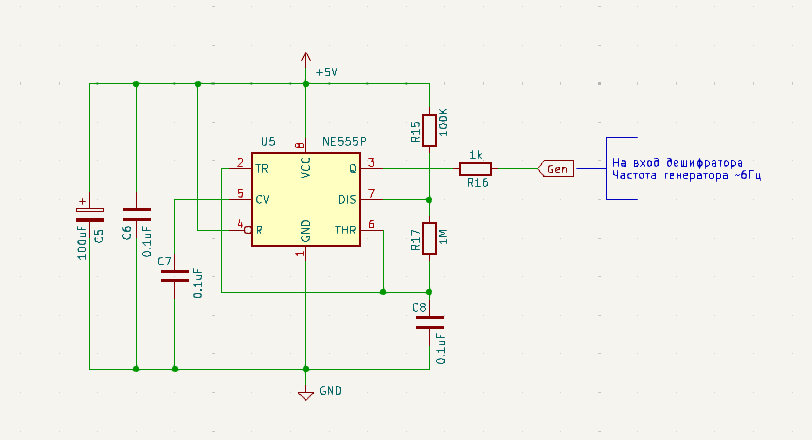 +5V
U5
NE555P
2
TR
5
CV
4
R
8
VCC
GND
1
Q
3
DIS
7
THR
6
R15
100K
1k
R16
Gen
На вход дешифратора
Частота генератора ~6Гц
R17
1M
+
100uF
C5
C6
0.1uF
C7
0.1uF
C8
0.1uF
GND